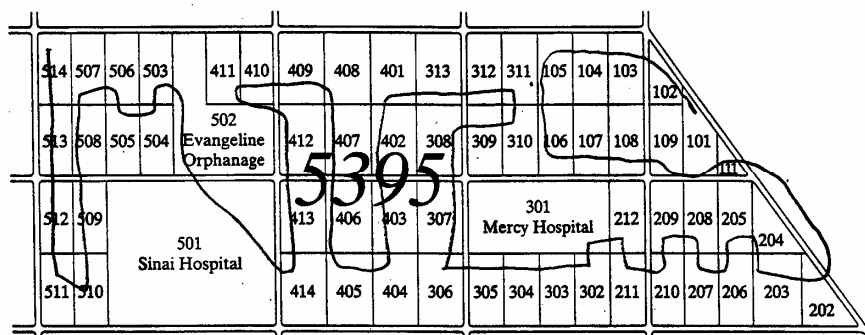 514 507 506 503 411 410 409 408 401 313 312 311 105 104 103
102
502
Evangeline
Orphanage
513 508 505 504 412 407 402 308 309 310 106 107 108 109 101
111
5395
512 509 413 406 403 307 301 212 209 208 205
Mercy Hospital
204
501
Sinai Hospital
511 510 414 405 404 306 305 304 303 302 211 210 207 206 203
202